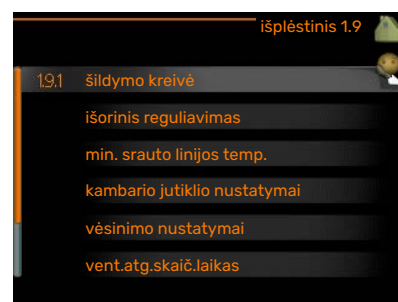 išplėstinis 1.9
1.9.1 šildymo kreivė
išorinis reguliavimas
min. srauto linijos temp.
kambario jutiklio nustatymai
vėsinimo nustatymai
vent.atg.skaič.laikas